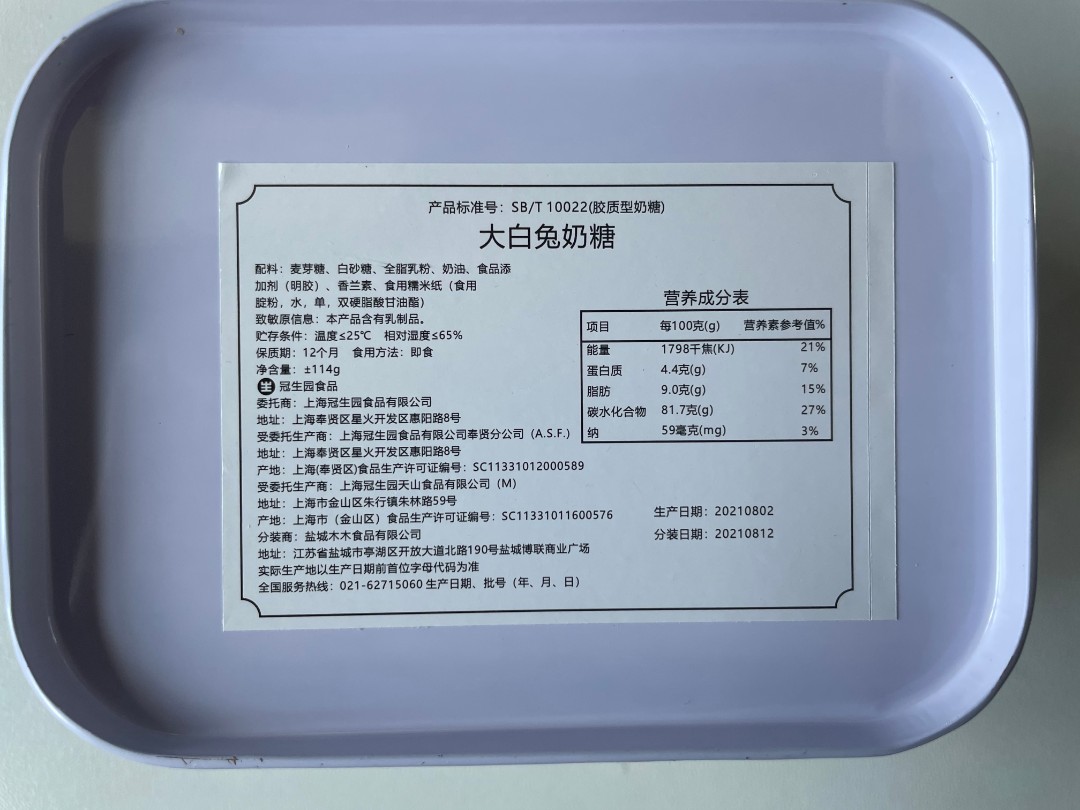 产品标准号：SB/T 10022(胶质型奶糖)
大白兔奶糖
配料：麦芽糖、白砂糖、全脂乳粉、奶油、食品添
加剂（明胶）、香兰素、食用糯米纸（食用
腚粉，水，单，双硬脂酸甘油酯)
致敏原信息：本产品含有乳制品。
贮存条件：温度≤25℃ 相对湿度≤65%
保质期：12个月 食用方法：即食
净含量：±114g
冠生园食品
委托商：上海冠生园食品有限公司
地址：上海奉贤区星火开发区惠阳路8号
受委托生产商：上海冠生园食品有限公司奉贤分公司（A.S.F.）
地址：上海奉贤区星火开发区惠阳路8号
产地：上海(奉贤区)食品生产许可证编号：SC11331012000589
受委托生产商：上海冠生园天山食品有限公司（M）
地址：上海市金山区朱行镇朱林路59号
产地：上海市（金山区）食品生产许可证编号：SC11331011600576
分装商：盐城木木食品有限公司
地址：江苏省盐城市亭湖区开放大道北路190号盐城博联商业广场
实际生产地以生产日期前首位字母代码为准
全国服务热线：021-62715060 生产日期、批号（年、月、日）
营养成分表
项目 每100克(g) 营养素参考值%
能量 1798千焦(KJ) 21%
蛋白质 4.4克(g) 7%
脂肪 9.0克(g) 15%
碳水化合物 81.7克(g) 27%
纳 59毫克(mg) 3%
生产日期：20210802
分装日期：20210812